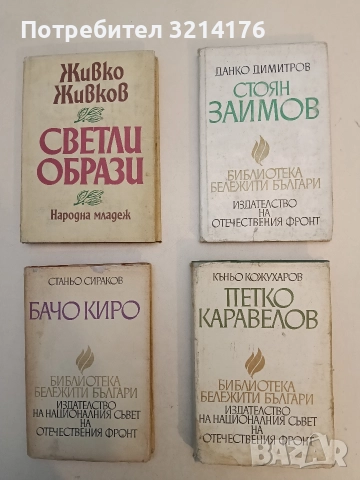 Потребител 3214176
Живко
Живков
СВЕТЛИ
ОБРАЗИ
Народна младеж
ДАНКО ДИМИТРОВ
СТОЯН
ЗАИМОВ
БИБЛИОТЕКА
БЕЛЕЖИТИ БЪЛГАРИ
ИЗДАТЕЛСТВО
НА
ОТЕЧЕСТВЕНИЯ ФРОНТ
СТАНЬО СИРАКОВ
БАЧО КИРО
БИБЛИОТЕКА
БЕЛЕЖИТИ БЪЛГАРИ
ИЗДАТЕЛСТВО
НА НАЦИОНАЛНИЯ СЪВЕТ
НА
ОТЕЧЕСТВЕНИЯ ФРОНТ
КЪНЬО КОЖУХАРОВ
ПЕТКО
КАРАВЕЛОВ
БИБЛИОТЕКА
БЕЛЕЖИТИ БЪЛГАРИ
ИЗДАТЕЛСТВО
НА НАЦИОНАЛНИЯ СЪВЕТ
НА
ОТЕЧЕСТВЕНИЯ ФРОНТ
BAZAR